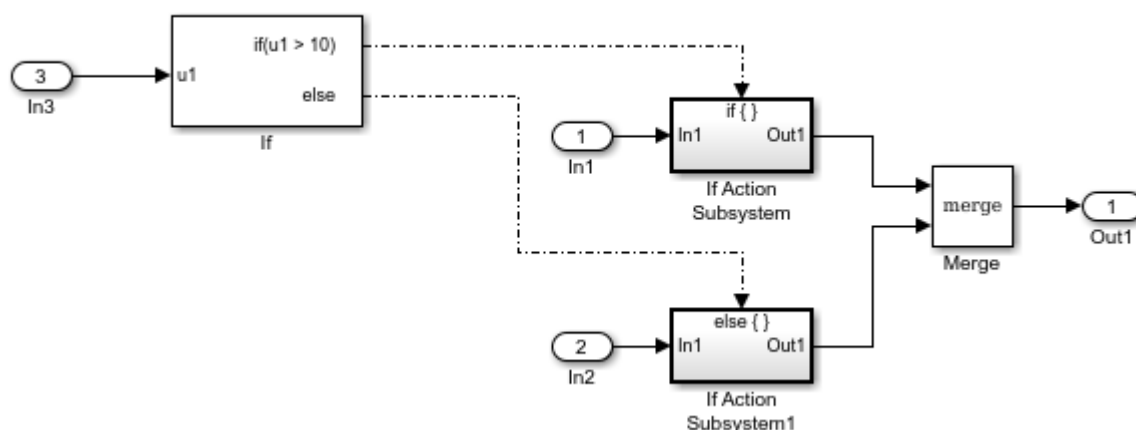 if(u1 > 10)
3
u1
In3
else
If
if { }
1
In1
Out1
In1
If Action
Subsystem
merge
1
Out1
Merge
else { }
2
In1
Out1
In2
If Action
Subsystem1